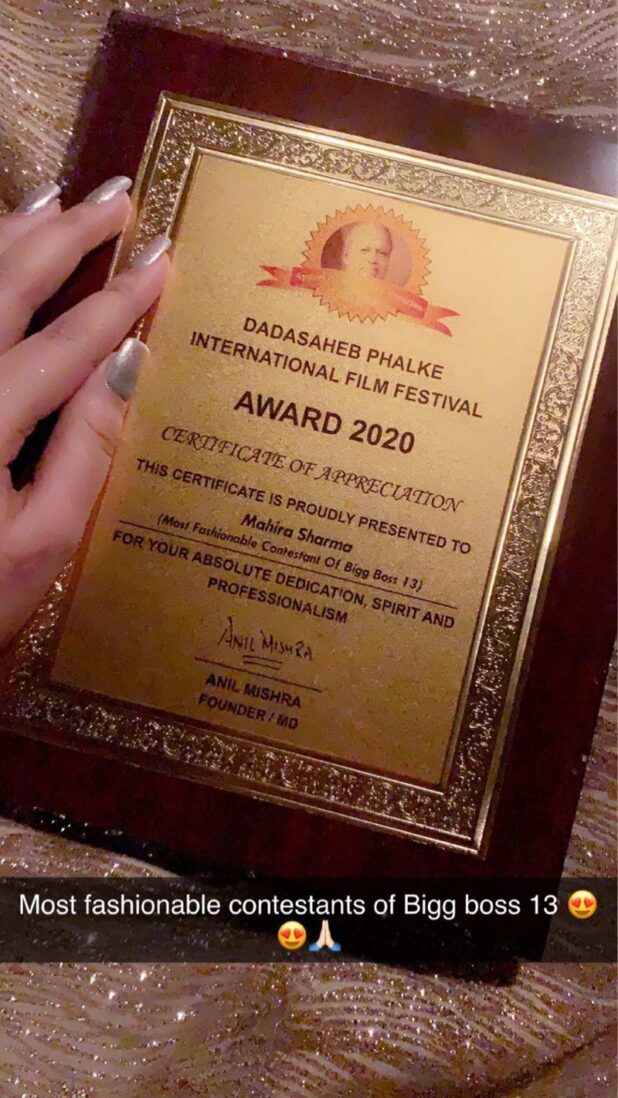 DADASAHEB PHALKE
INTERNATIONAL FILM FESTIVAL
AWARD 2020
CERTIFICATE OF APPRECIATION
THIS CERTIFICATE IS PROUDLY PRESENTED TO
Mahira Sharma
(Most Fashionable Contestant Of Bigg Boss 13)
FOR YOUR ABSOLUTE DEDICATION, SPIRIT AND
PROFESSIONALISM
ANIL MISHRA
ANIL MISHRA
FOUNDER / MD
Most fashionable contestants of Bigg boss 13 😍
😍🙏🏻